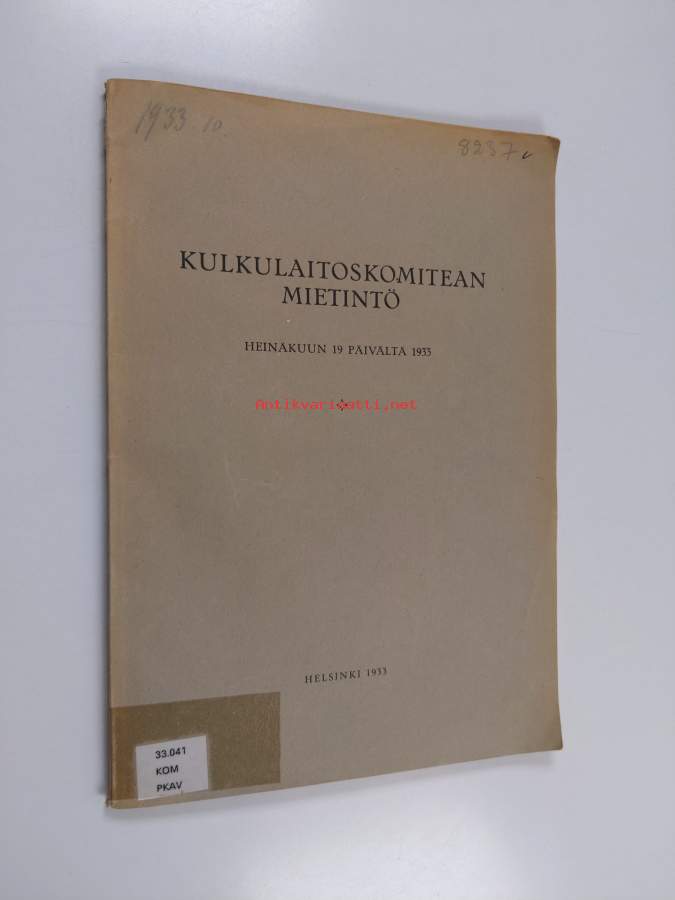 1933 10.
8237
KULKULAITOSKOMITEAN
MIETINTÖ
HEINÄKUUN 19 PÄIVÄLTÄ 1933
Antikvariaatti.net
HELSINKI 1933
33.041
KOM
PKAV